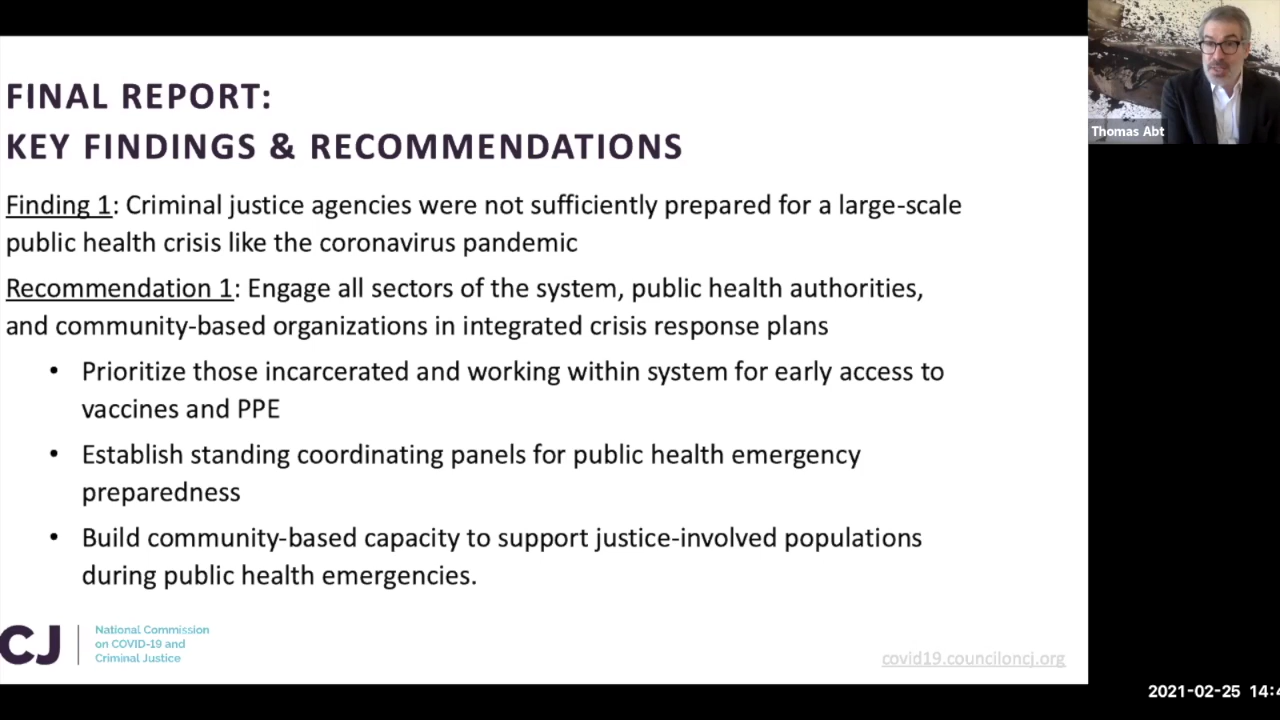 FINAL REPORT:
KEY FINDINGS & RECOMMENDATIONS
Finding 1: Criminal justice agencies were not sufficiently prepared for a large-scale
public health crisis like the coronavirus pandemic
Recommendation 1: Engage all sectors of the system, public health authorities,
and community-based organizations in integrated crisis response plans
• Prioritize those incarcerated and working within system for early access to
vaccines and PPE
• Establish standing coordinating panels for public health emergency
preparedness
• Build community-based capacity to support justice-involved populations
during public health emergencies.
CJ
National Commission
on COVID-19 and
Criminal Justice
covid19.counciloncj.org
Thomas Abt
2021-02-25 14:4